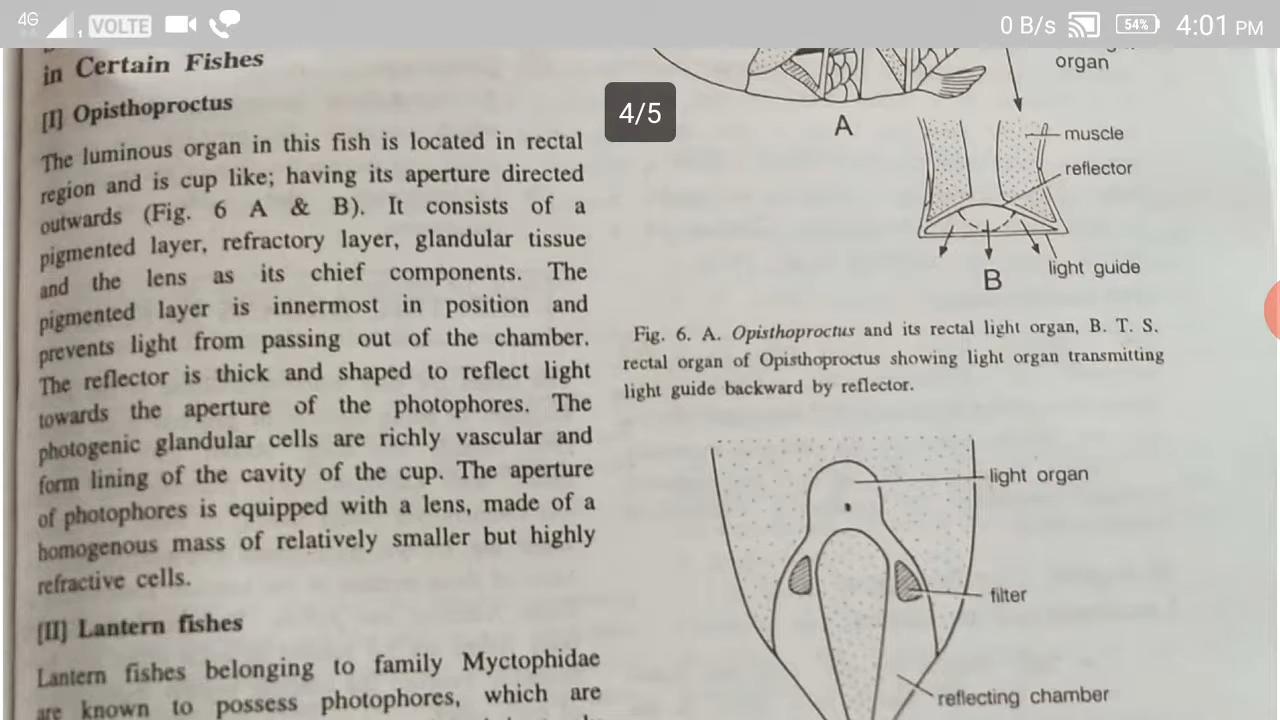 4G
1
VOLTE
0 B/s
54%
4:01 PM
in Certain Fishes
[I] Opisthoproctus
The luminous organ in this fish is located in rectal
region and is cup like; having its aperture directed
outwards (Fig. 6 A & B). It consists of a
pigmented layer, refractory layer, glandular tissue
and the lens as its chief components. The
pigmented layer is innermost in position and
prevents light from passing out of the chamber.
The reflector is thick and shaped to reflect light
towards the aperture of the photophores. The
photogenic glandular cells are richly vascular and
form lining of the cavity of the cup. The aperture
of photophores is equipped with a lens, made of a
homogenous mass of relatively smaller but highly
refractive cells.
[II] Lantern fishes
Lantern fishes belonging to family Myctophidae
are known to possess photophores, which are
4/5
organ
A
muscle
reflector
light guide
B
Fig. 6. A. Opisthoproctus and its rectal light organ, B. T. S.
rectal organ of Opisthoproctus showing light organ transmitting
light guide backward by reflector.
light organ
filter
reflecting chamber